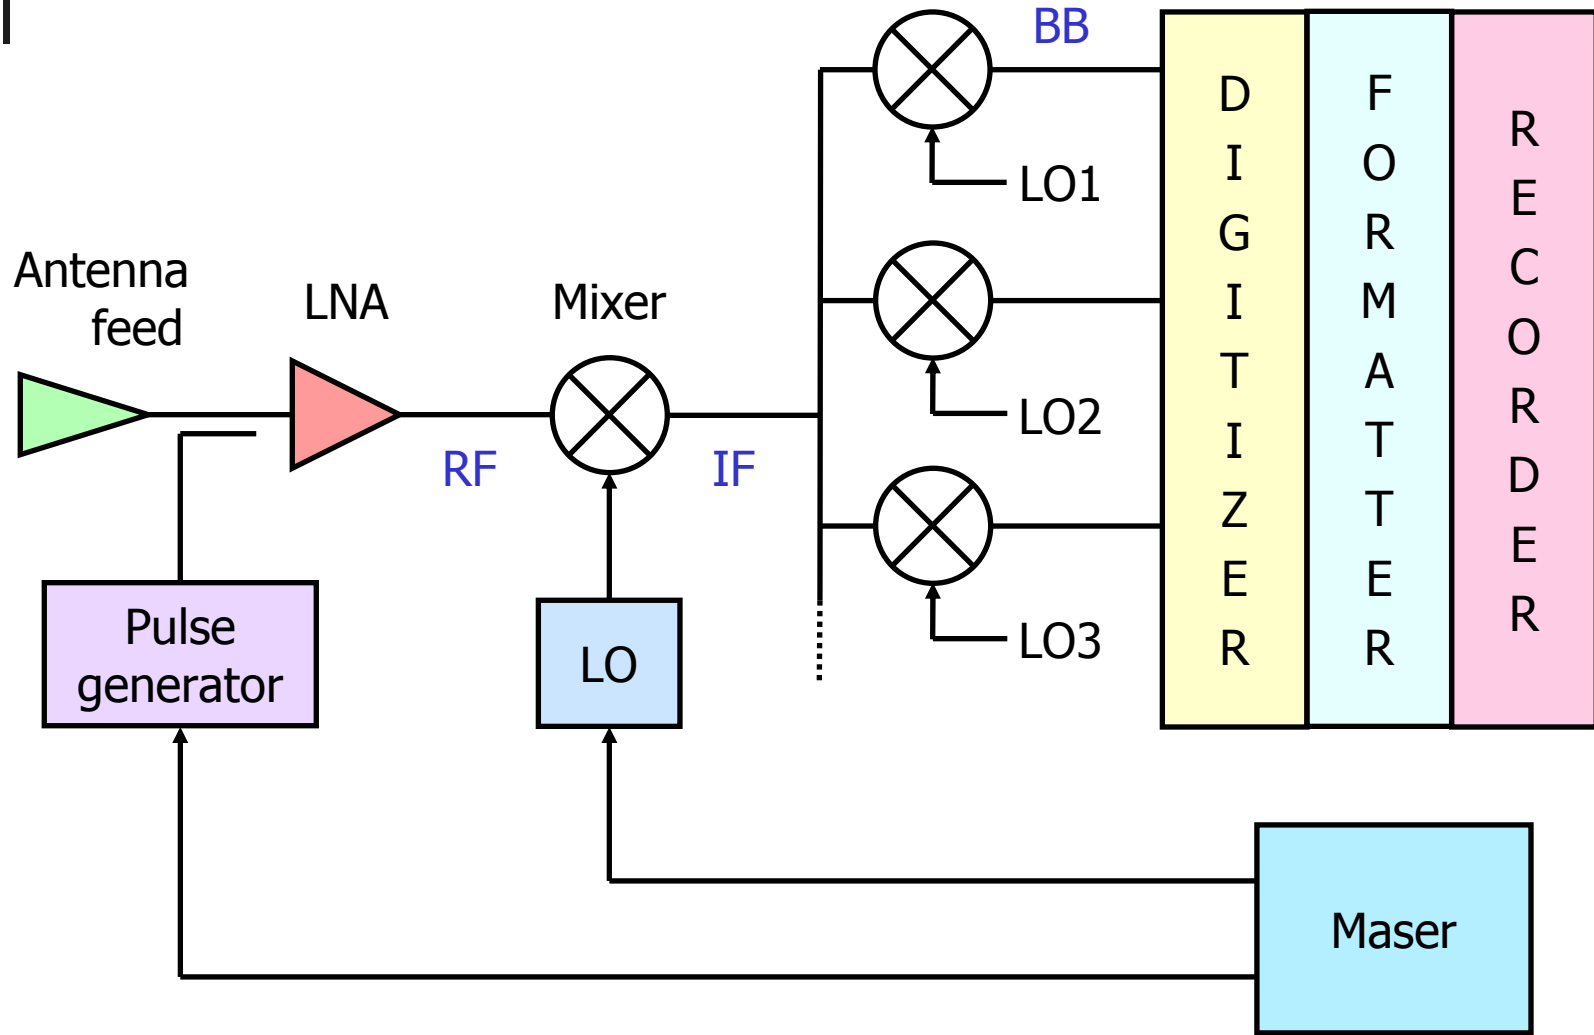 BB
LO1
LO2
LO3
Antenna
feed
LNA
Mixer
RF
IF
Pulse
generator
LO
DIGITIZER
FORMATTER
RECORDER
Maser